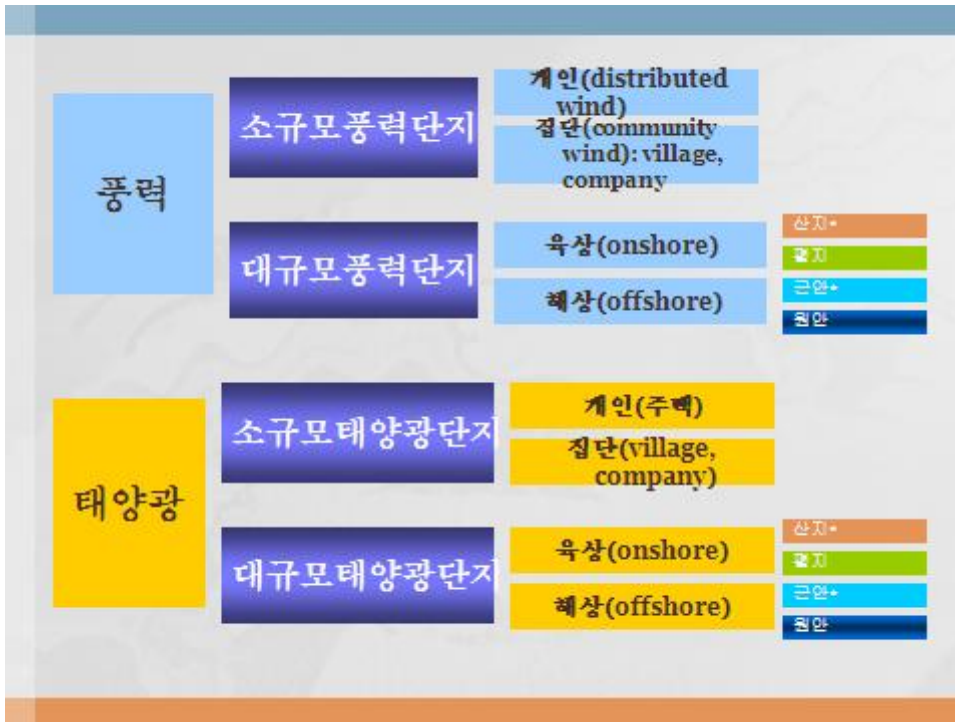 풍력
소규모풍력단지
개인(distributed
wind)
집단(community
wind): village,
company
대규모풍력단지
육상(onshore)
해상(offshore)
산지*
평지
근안*
원안
태양광
소규모태양광단지
개인(주택)
집단(village,
company)
대규모태양광단지
육상(onshore)
해상(offshore)
산지*
평지
근안*
원안